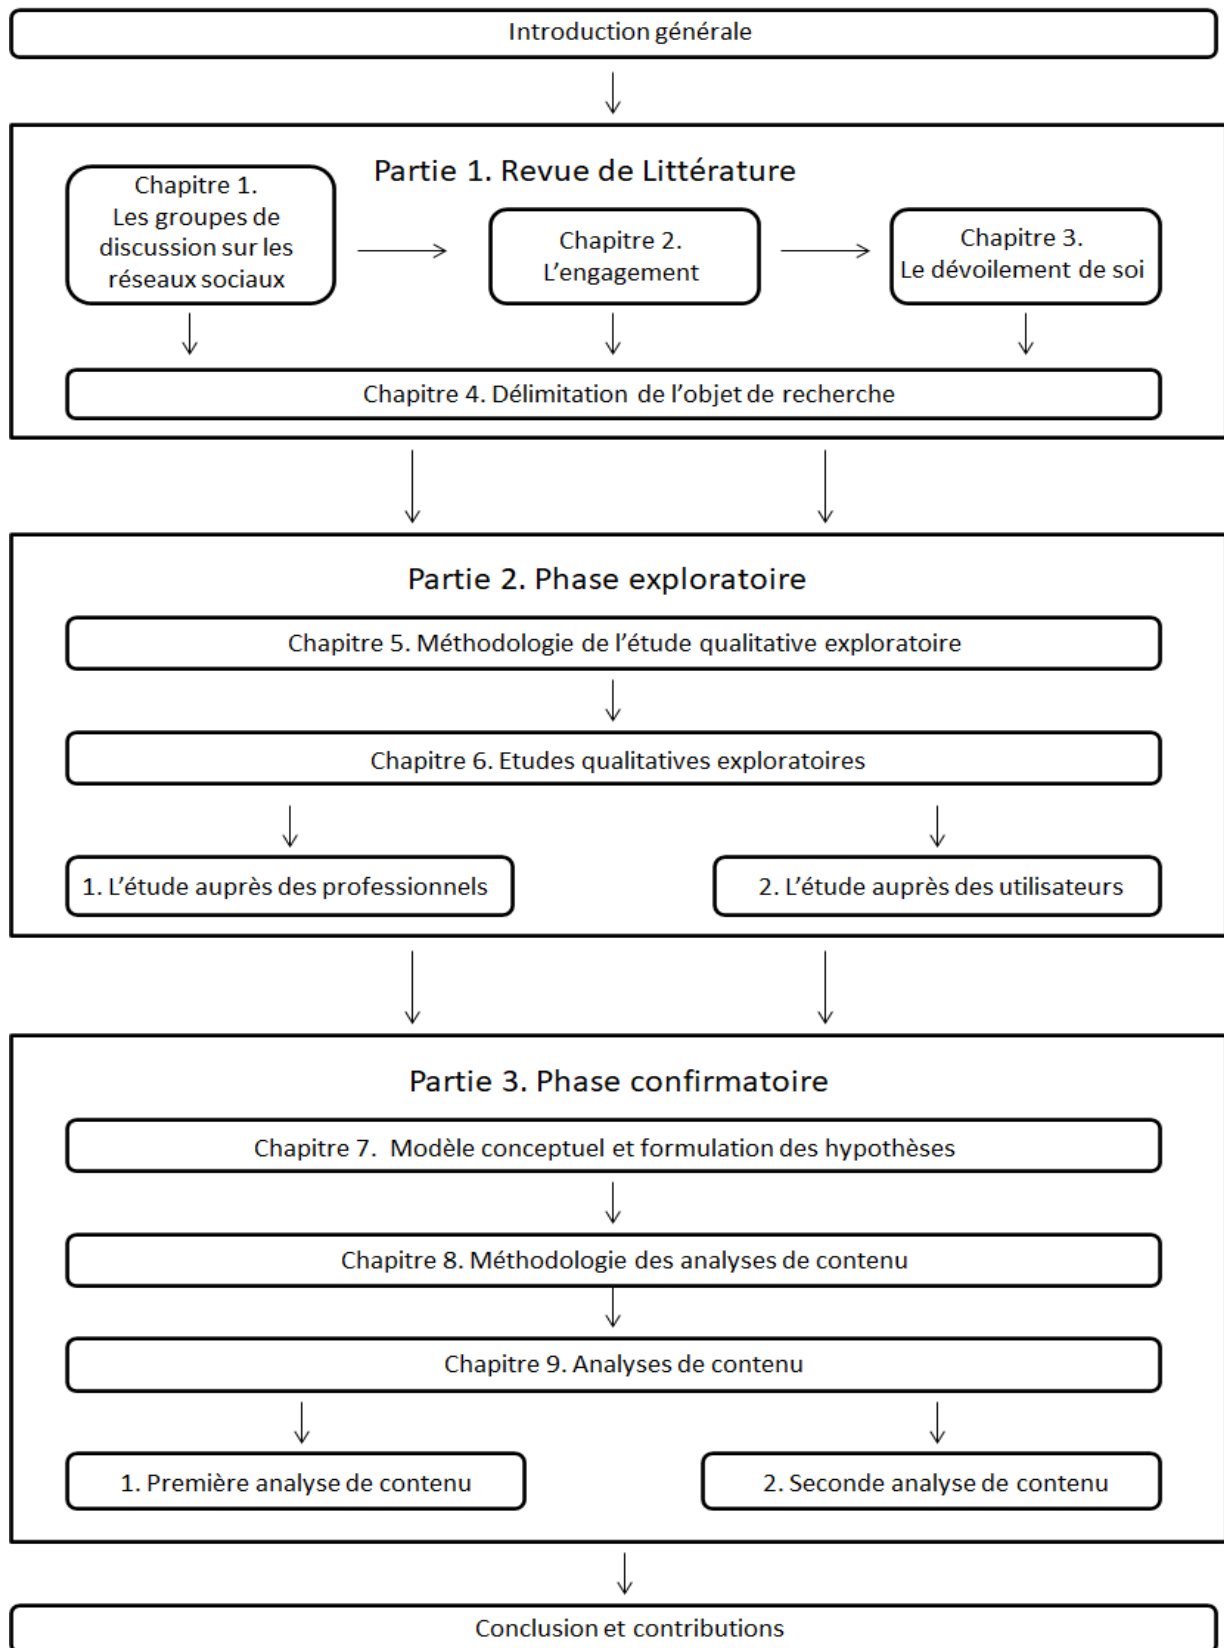 Introduction générale
Partie 1. Revue de Littérature
Chapitre 1.
Les groupes de
discussion sur les
réseaux sociaux
Chapitre 2.
L'engagement
Chapitre 3.
Le dévoilement de soi
Chapitre 4. Délimitation de l'objet de recherche
Partie 2. Phase exploratoire
Chapitre 5. Méthodologie de l'étude qualitative exploratoire
Chapitre 6. Etudes qualitatives exploratoires
1. L'étude auprès des professionnels
2. L'étude auprès des utilisateurs
Partie 3. Phase confirmatoire
Chapitre 7. Modèle conceptuel et formulation des hypothèses
Chapitre 8. Méthodologie des analyses de contenu
Chapitre 9. Analyses de contenu
1. Première analyse de contenu
2. Seconde analyse de contenu
Conclusion et contributions